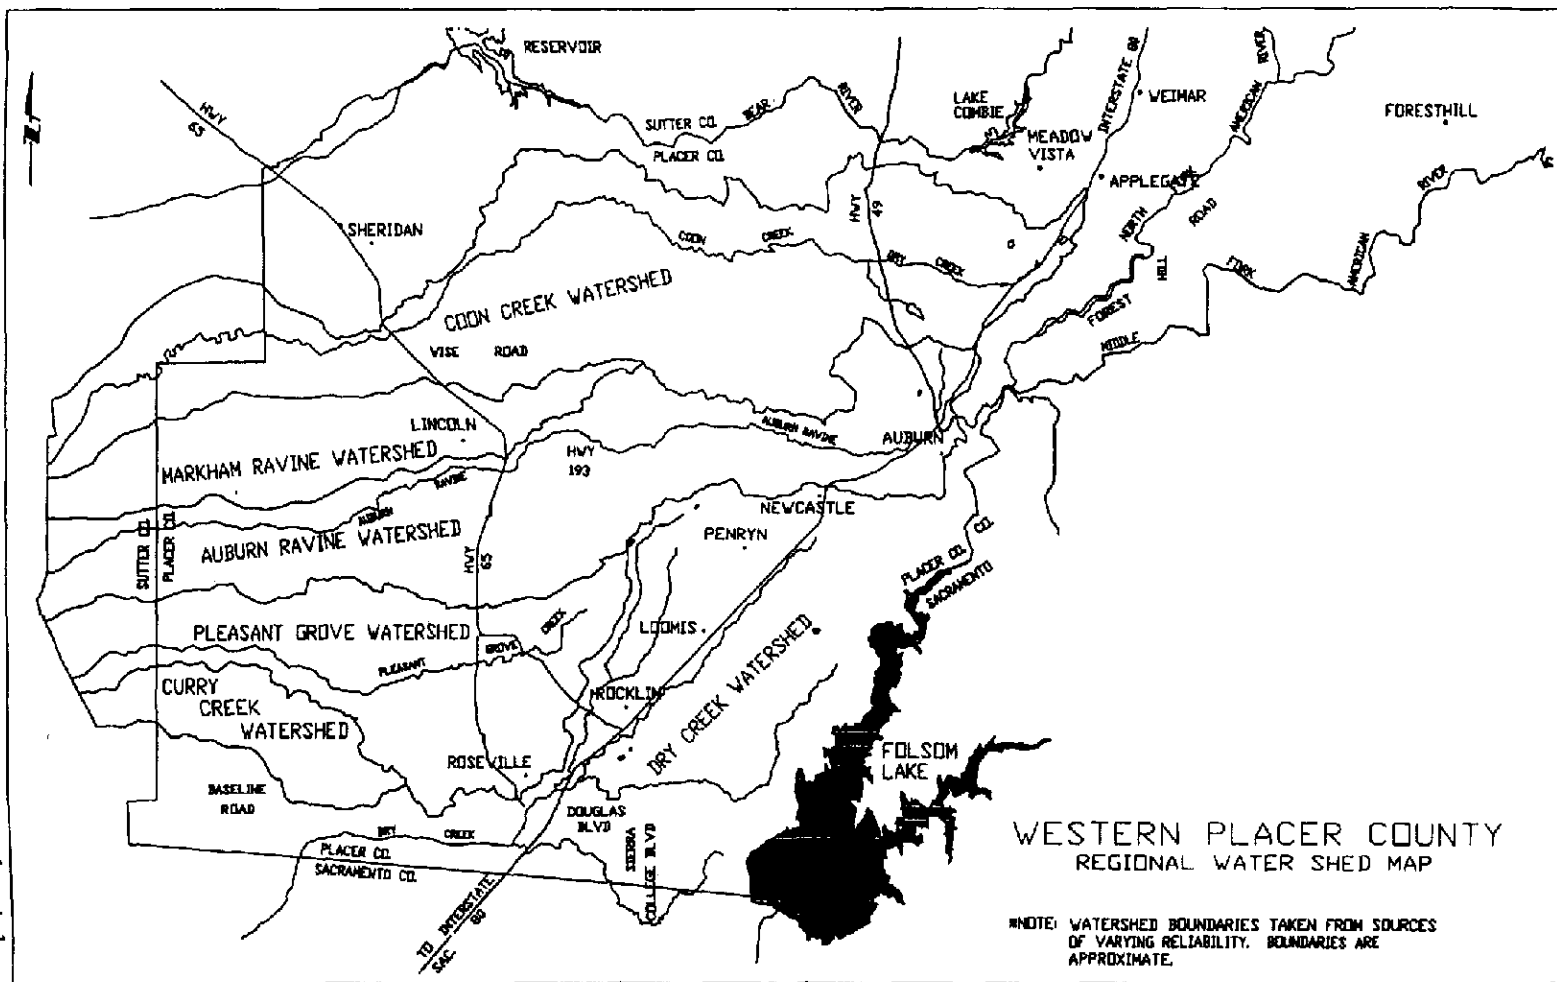 RESERVOIR
INTERSTATE 80
AMERICAN RIVER
HWY
65
BEAR RIVER
LAKE
COMBIE
WEIMAR
FORESTHILL
SUTTER CO.
PLACER CO.
MEADOW
VISTA
APPLEGATE
NORTH FORK
ROAD
AMERICAN RIVER
HWY
49
SHERIDAN
COON CREEK
DRY CREEK
HILL
FORK
FOREST
MIDDLE
COON CREEK WATERSHED
WISE ROAD
LINCOLN
AUBURN RAVINE
AUBURN
MARKHAM RAVINE WATERSHED
HWY
193
RAVINE
AUBURN
NEWCASTLE
PENRYN
SUTTER CO.
PLACER CO.
AUBURN RAVINE WATERSHED
HWY
65
PLACER CO. CO.
SACRAMENTO
PLEASANT GROVE WATERSHED
PLEASANT GROVE CREEK
LOOMIS
DRY CREEK WATERSHED
CURRY
CREEK
WATERSHED
ROCKLIN
ROSEVILLE
FOLSOM
LAKE
BASELINE
ROAD
DOUGLAS
BLVD
DRY CREEK
PLACER CO.
SACRAMENTO CO.
SIERRA
COLLEGE BLVD
TO INTERSTATE
SAC. 80
WESTERN PLACER COUNTY
REGIONAL WATER SHED MAP
*NOTE: WATERSHED BOUNDARIES TAKEN FROM SOURCES
OF VARYING RELIABILITY. BOUNDARIES ARE
APPROXIMATE.